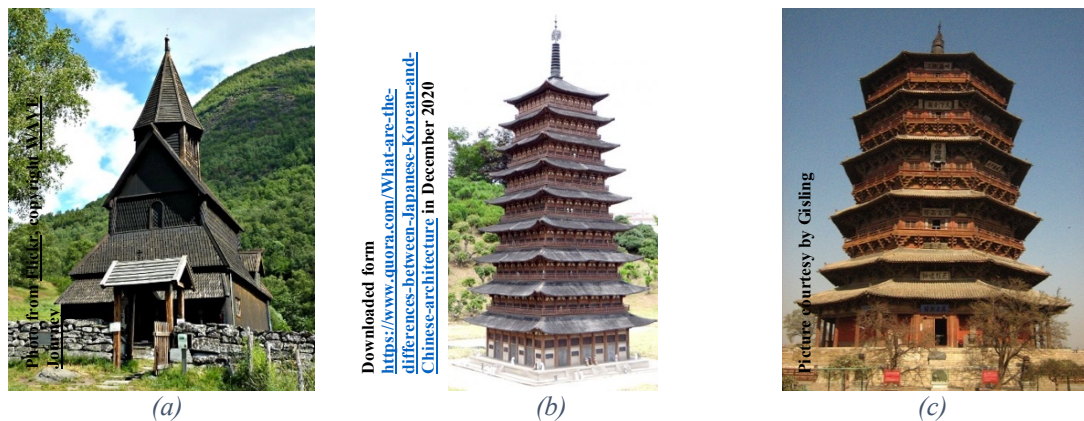 Photo from Flickr, copyright WAYT
Journey
Downloaded form
https://www.quora.com/What-are-the-
differences-between-Japanese-Korean-and-
Chinese-architecture in December 2020
Picture courtesy by Gisling
(a)
(b)
(c)